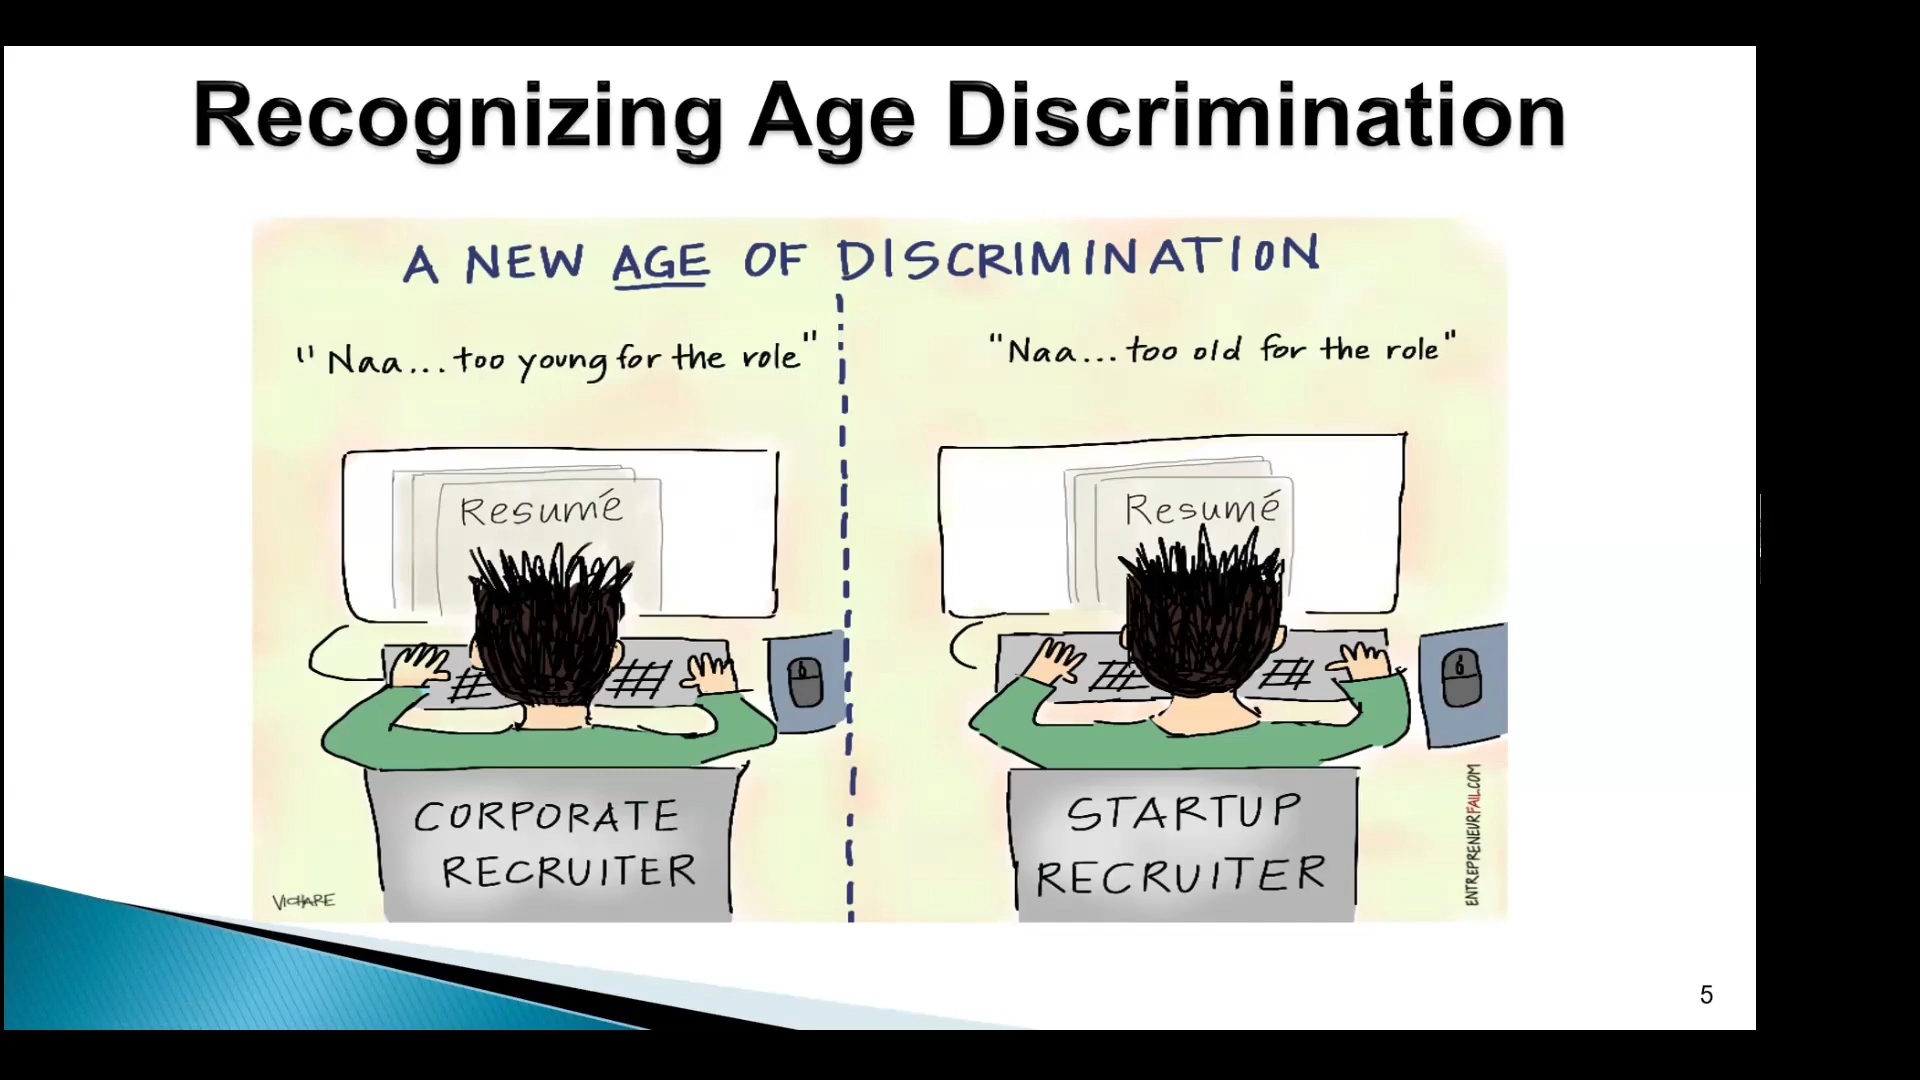 Recognizing Age Discrimination
A NEW AGE OF DISCRIMINATION
"Naa...too young for the role"
"Naa...too old for the role"
Resumé
Resumé
CORPORATE
RECRUITER
STARTUP
RECRUITER
VICHARE
ENTREPRENEURFAIL.COM
5